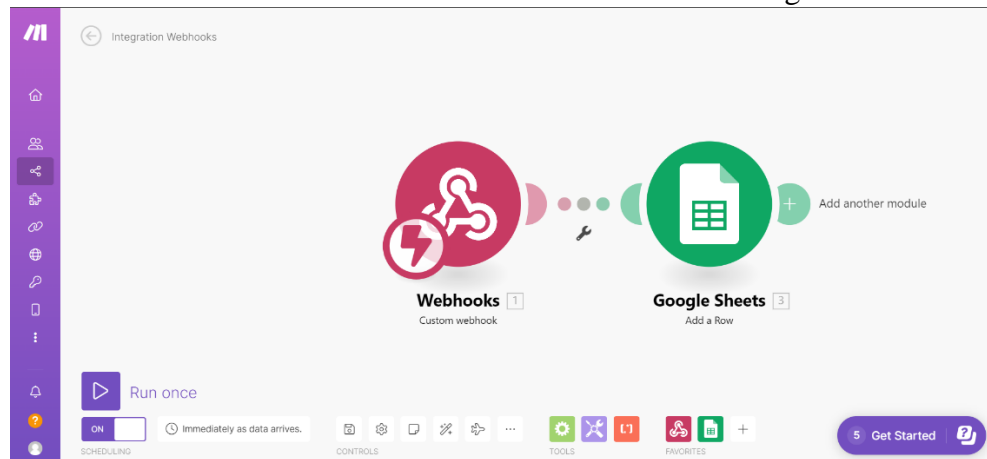 Integration Webhooks
Add another module
Webhooks 1
Custom webhook
Google Sheets 3
Add a Row
Run once
ON
Immediately as data arrives.
SCHEDULING
CONTROLS
TOOLS
FAVORITES
5 Get Started